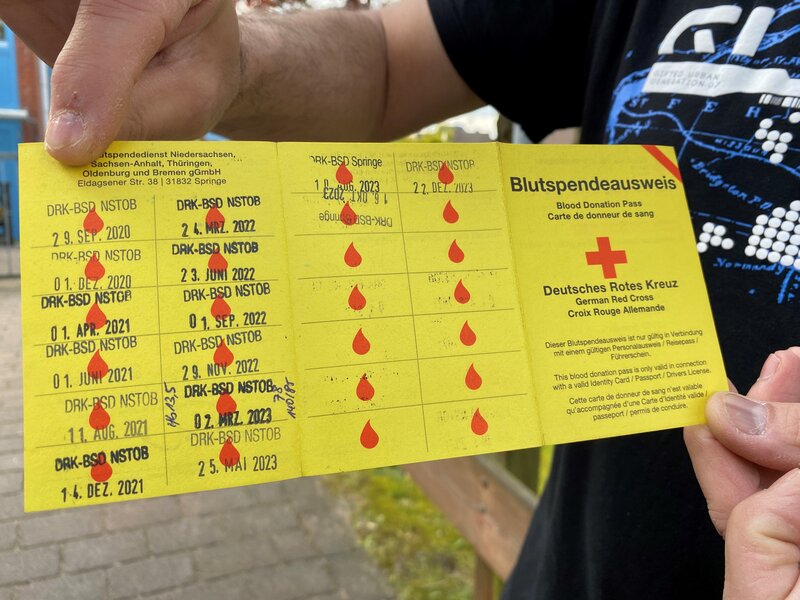 Blutspendedienst Niedersachsen,
Sachsen-Anhalt, Thüringen,
Oldenburg und Bremen gGmbH
Eldagsener Str. 38 | 31832 Springe
DRK-BSD NSTOB
29. SEP. 2020
DRK-BSD NSTOB
01. DEZ. 2020
DRK-BSD NSTOB
01. APR. 2021
DRK-BSD NSTOB
01. JUNI 2021
DRK-BSD NSTOB
11. AUG. 2021
DRK-BSD NSTOB
14. DEZ. 2021
DRK-BSD NSTOB
24. MRZ. 2022
DRK-BSD NSTOB
23. JUNI 2022
DRK-BSD NSTOB
01. SEP. 2022
DRK-BSD NSTOB
29. NOV. 2022
DRK-BSD NSTOB
02. MRZ. 2023
DRK-BSD NSTOB
25. MAI 2023
DRK-BSD Springe
10. AUG. 2023
OKT. 2023
DRK-BSD Springe
DRK-BSD NSTOB
22. DEZ. 2023
Blutspendeausweis
Blood Donation Pass
Carte de donneur de sang
Deutsches Rotes Kreuz
German Red Cross
Croix Rouge Allemande
Dieser Blutspendeausweis ist nur gültig in Verbindung
mit einem gültigen Personalausweis / Reisepass /
Führerschein.
This blood donation pass is only valid in connection
with a valid Identity Card / Passport / Drivers License.
Cette carte de donneur de sang n'est valable
qu'accompagnée d'une Carte d'Identité valide /
passeport / permis de conduire.